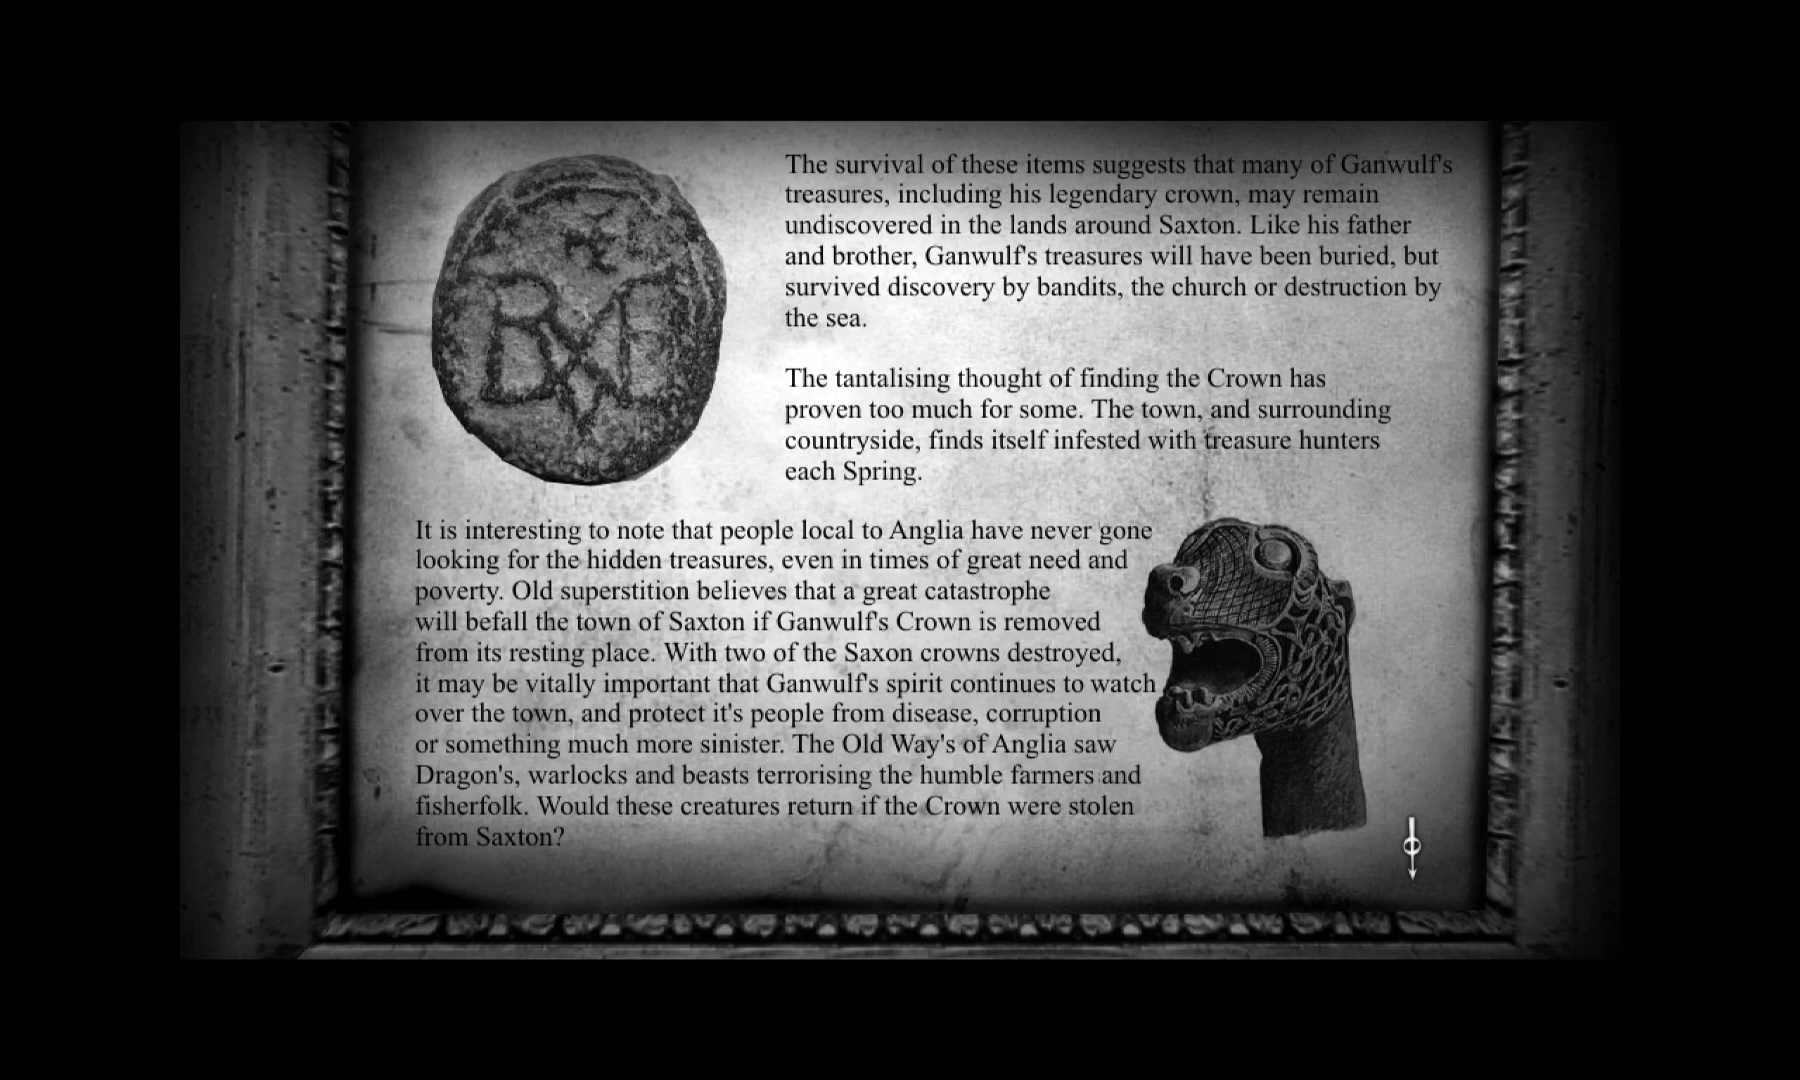 The survival of these items suggests that many of Ganwulf's
treasures, including his legendary crown, may remain
undiscovered in the lands around Saxton. Like his father
and brother, Ganwulf's treasures will have been buried, but
survived discovery by bandits, the church or destruction by
the sea.
The tantalising thought of finding the Crown has
proven too much for some. The town, and surrounding
countryside, finds itself infested with treasure hunters
each Spring.
It is interesting to note that people local to Anglia have never gone
looking for the hidden treasures, even in times of great need and
poverty. Old superstition believes that a great catastrophe
will befall the town of Saxton if Ganwulf's Crown is removed
from its resting place. With two of the Saxon crowns destroyed,
it may be vitally important that Ganwulf's spirit continues to watch
over the town, and protect it's people from disease, corruption
or something much more sinister. The Old Way's of Anglia saw
Dragon's, warlocks and beasts terrorising the humble farmers and
fisherfolk. Would these creatures return if the Crown were stolen
from Saxton?